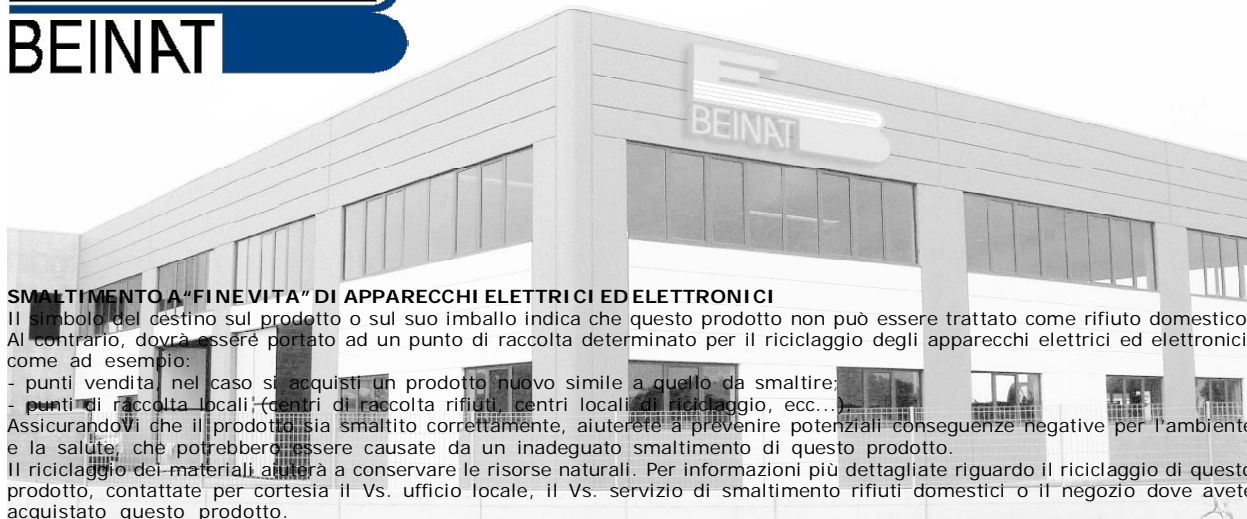 BEINAT
BEINAT
SMALTIMENTO A "FINE VITA" DI APPARECCHI ELETTRICI ED ELETTRONICI
Il simbolo del cestino sul prodotto o sul suo imballo indica che questo prodotto non può essere trattato come rifiuto domestico
Al contrario, dovrà essere portato ad un punto di raccolta determinato per il riciclaggio degli apparecchi elettrici ed elettronici
come ad esempio:
- punti vendita, nel caso si acquisti un prodotto nuovo simile a quello da smaltire;
- punti di raccolta locali (centri di raccolta rifiuti, centri locali di riciclaggio, ecc...)
AssicurandoVi che il prodotto sia smaltito correttamente, aiuterete a prevenire potenziali conseguenze negative per l'ambiente
e la salute, che potrebbero essere causate da un inadeguato smaltimento di questo prodotto.
Il riciclaggio dei materiali aiuterà a conservare le risorse naturali. Per informazioni più dettagliate riguardo il riciclaggio di questo
prodotto, contattate per cortesia il Vs. ufficio locale, il Vs. servizio di smaltimento rifiuti domestici o il negozio dove avete
acquistato questo prodotto.